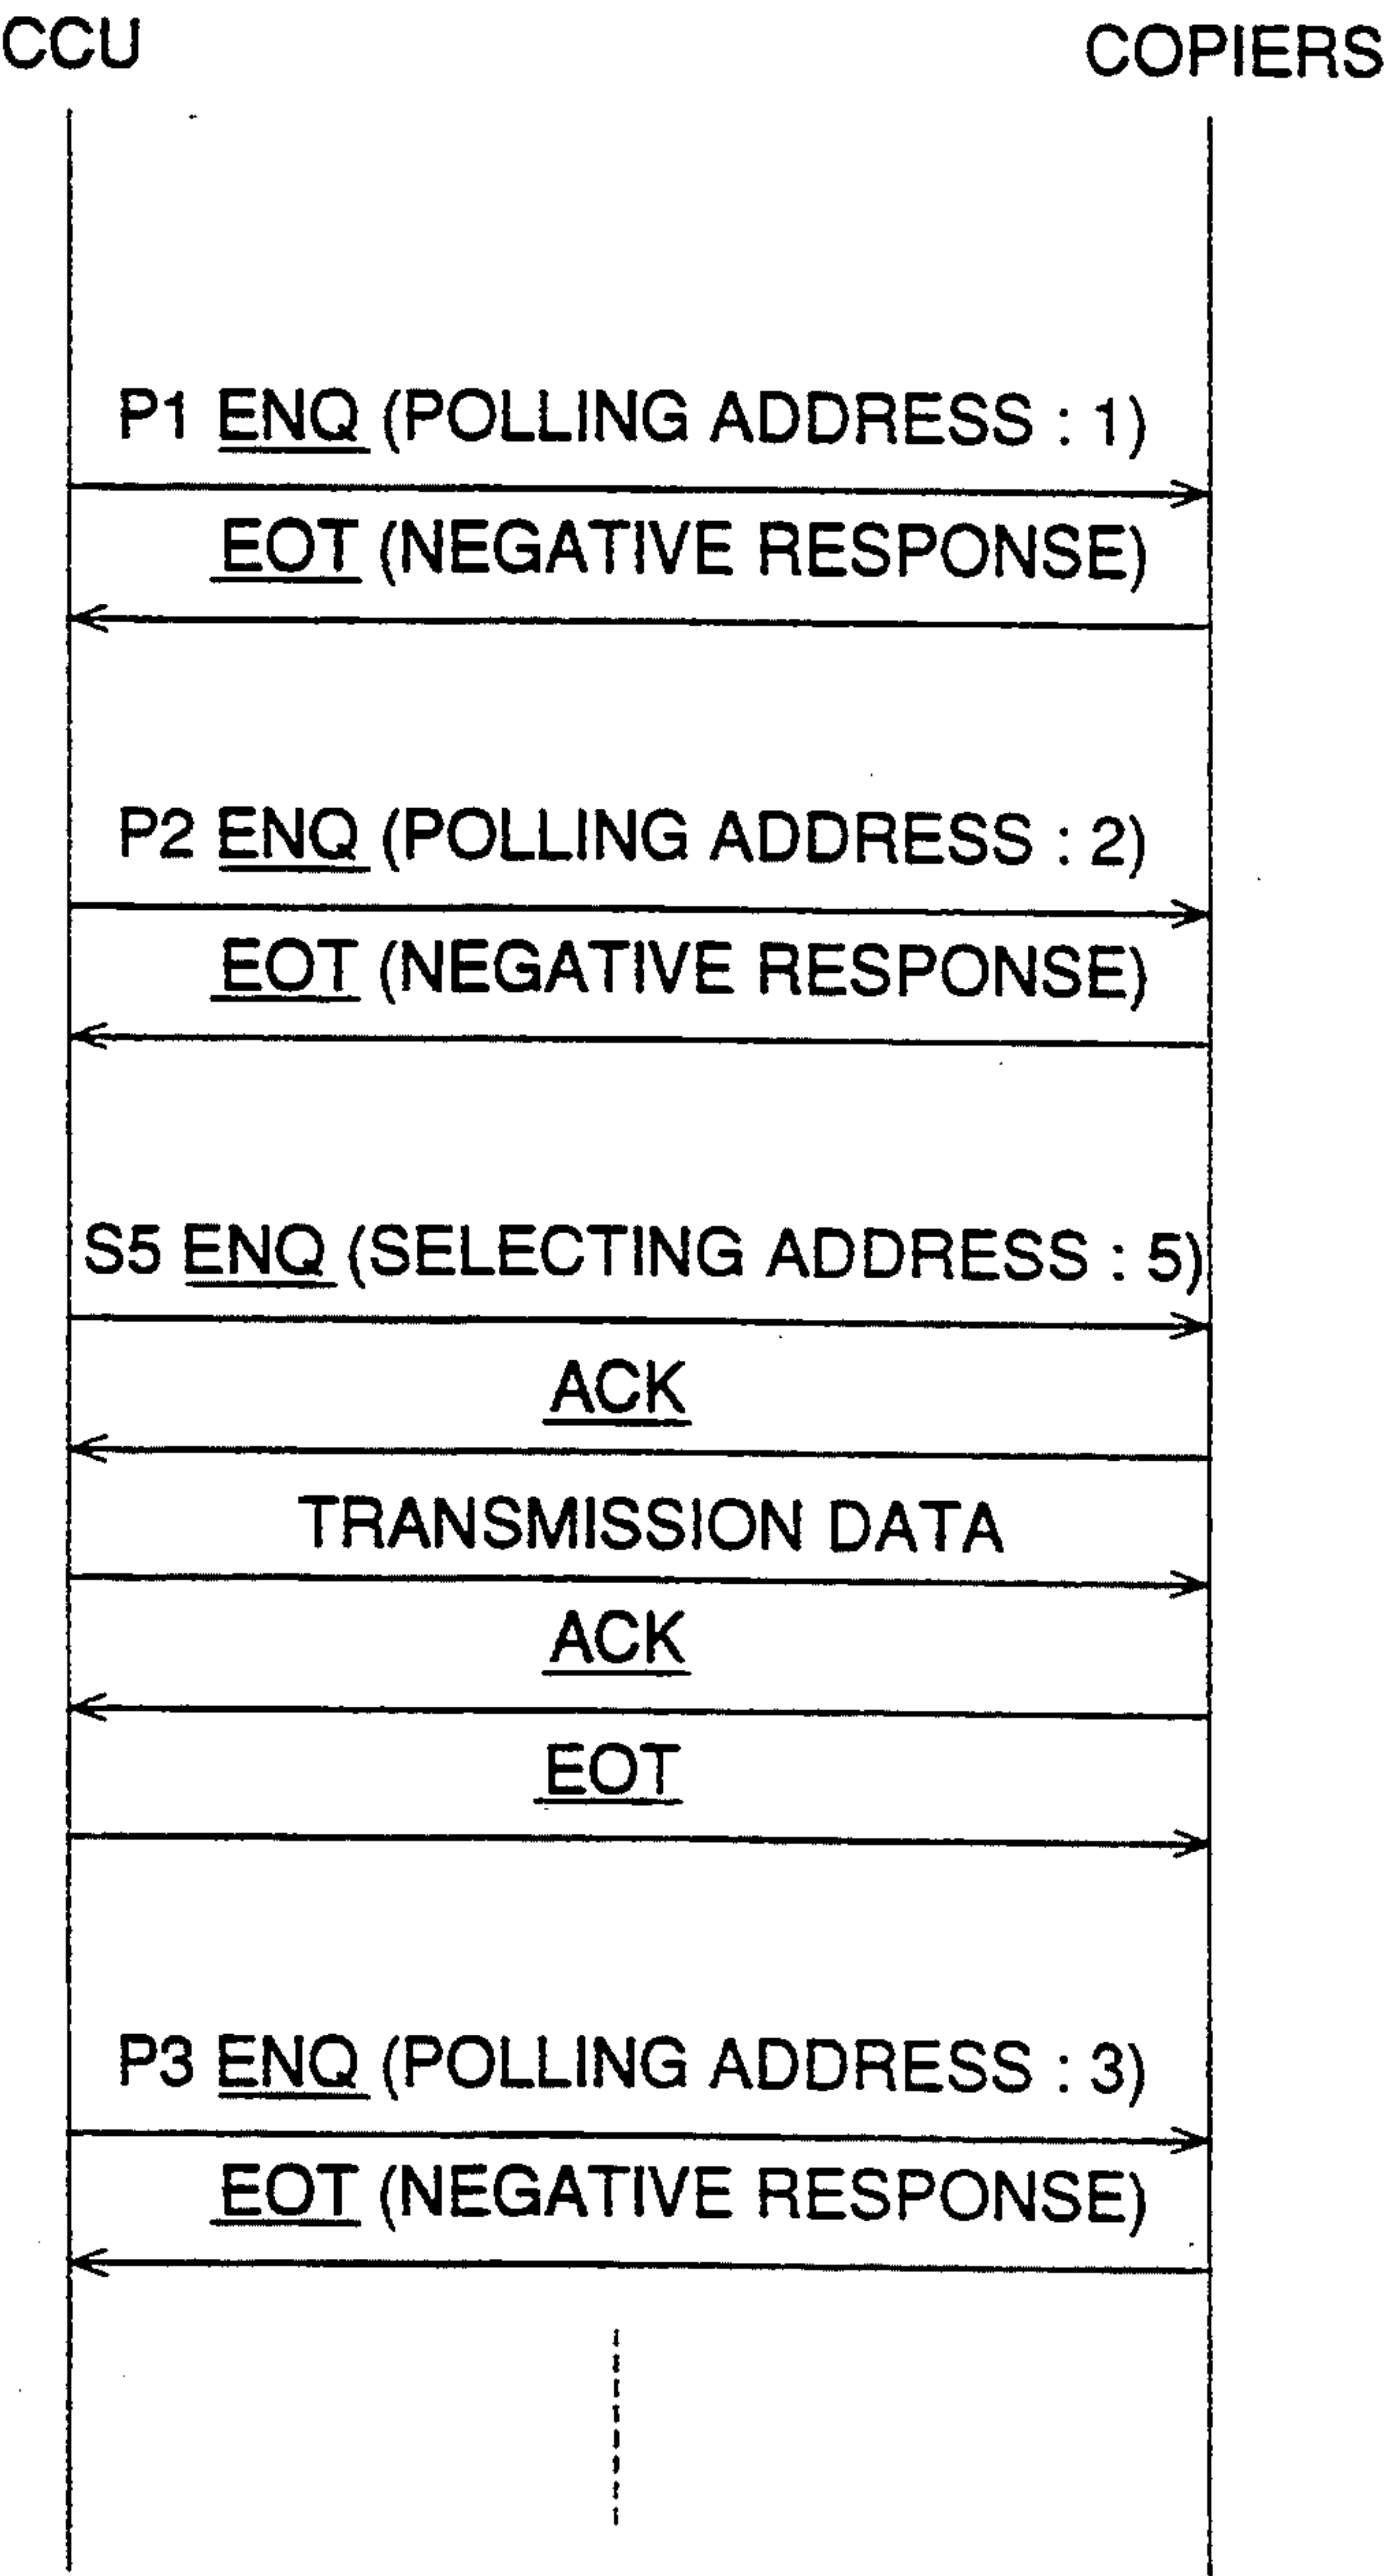 CCU COPIERS
P1 ENQ (POLLING ADDRESS : 1)
EOT (NEGATIVE RESPONSE)
P2 ENQ (POLLING ADDRESS : 2)
EOT (NEGATIVE RESPONSE)
S5 ENQ (SELECTING ADDRESS : 5)
ACK
TRANSMISSION DATA
ACK
EOT
P3 ENQ (POLLING ADDRESS : 3)
EOT (NEGATIVE RESPONSE)